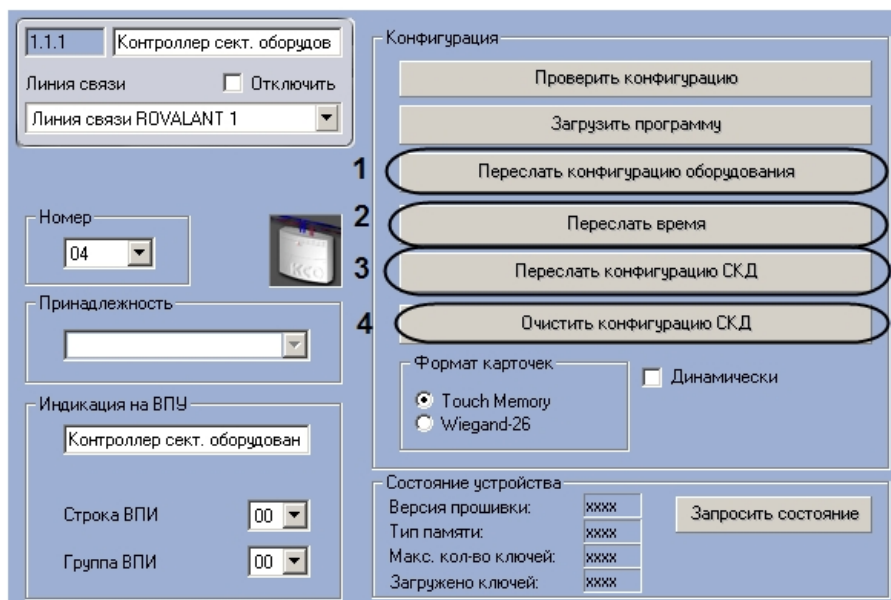 1.1.1
Контроллер сект. оборудов
Линия связи
Отключить
Линия связи ROVALANT 1
Номер
04
КСО
Принадлежность
Индикация на ВПУ
Контроллер сект. оборудован
Строка ВПИ
00
Группа ВПИ
00
Конфигурация
Проверить конфигурацию
Загрузить программу
1
Переслать конфигурацию оборудования
2
Переслать время
3
Переслать конфигурацию СКД
4
Очистить конфигурацию СКД
Формат карточек
Touch Memory
Wiegand-26
Динамически
Состояние устройства
Версия прошивки: xxxx
Тип памяти: xxxx
Макс. кол-во ключей: xxxx
Загружено ключей: xxxx
Запросить состояние